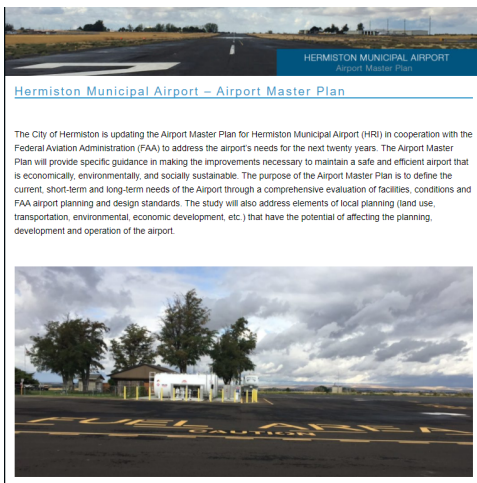 HERMISTON MUNICIPAL AIRPORT
Airport Master Plan
Hermiston Municipal Airport – Airport Master Plan
The City of Hermiston is updating the Airport Master Plan for Hermiston Municipal Airport (HRI) in cooperation with the
Federal Aviation Administration (FAA) to address the airport's needs for the next twenty years. The Airport Master
Plan will provide specific guidance in making the improvements necessary to maintain a safe and efficient airport that
is economically, environmentally, and socially sustainable. The purpose of the Airport Master Plan is to define the
current, short-term and long-term needs of the Airport through a comprehensive evaluation of facilities, conditions and
FAA airport planning and design standards. The study will also address elements of local planning (land use,
transportation, environmental, economic development, etc.) that have the potential of affecting the planning,
development and operation of the airport.
FUEL AREA
CAUTION